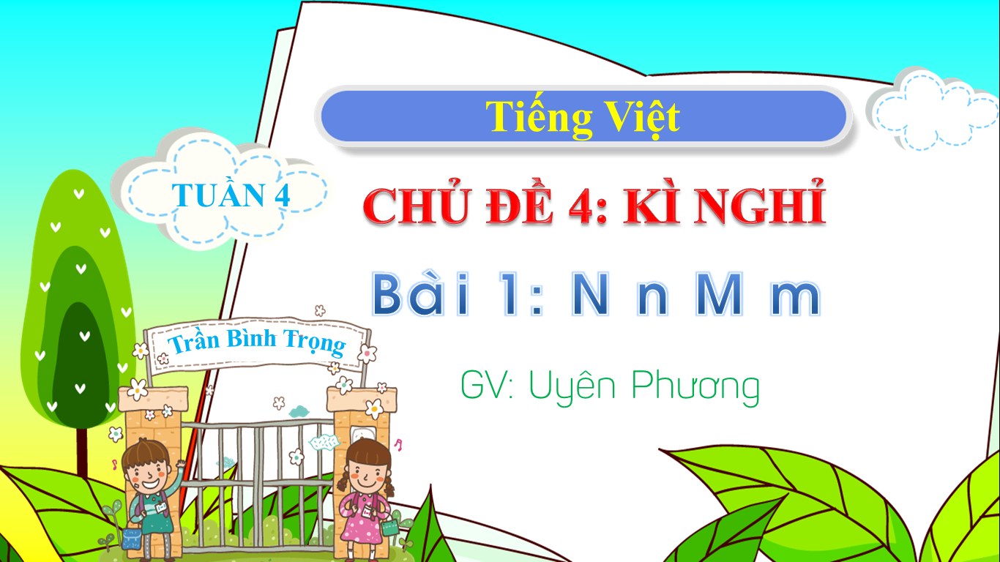 Tiếng Việt
TUẦN 4
CHỦ ĐỀ 4: KÌ NGHỈ
Bài 1: N n M m
Trần Bình Trọng
GV: Uyên Phương